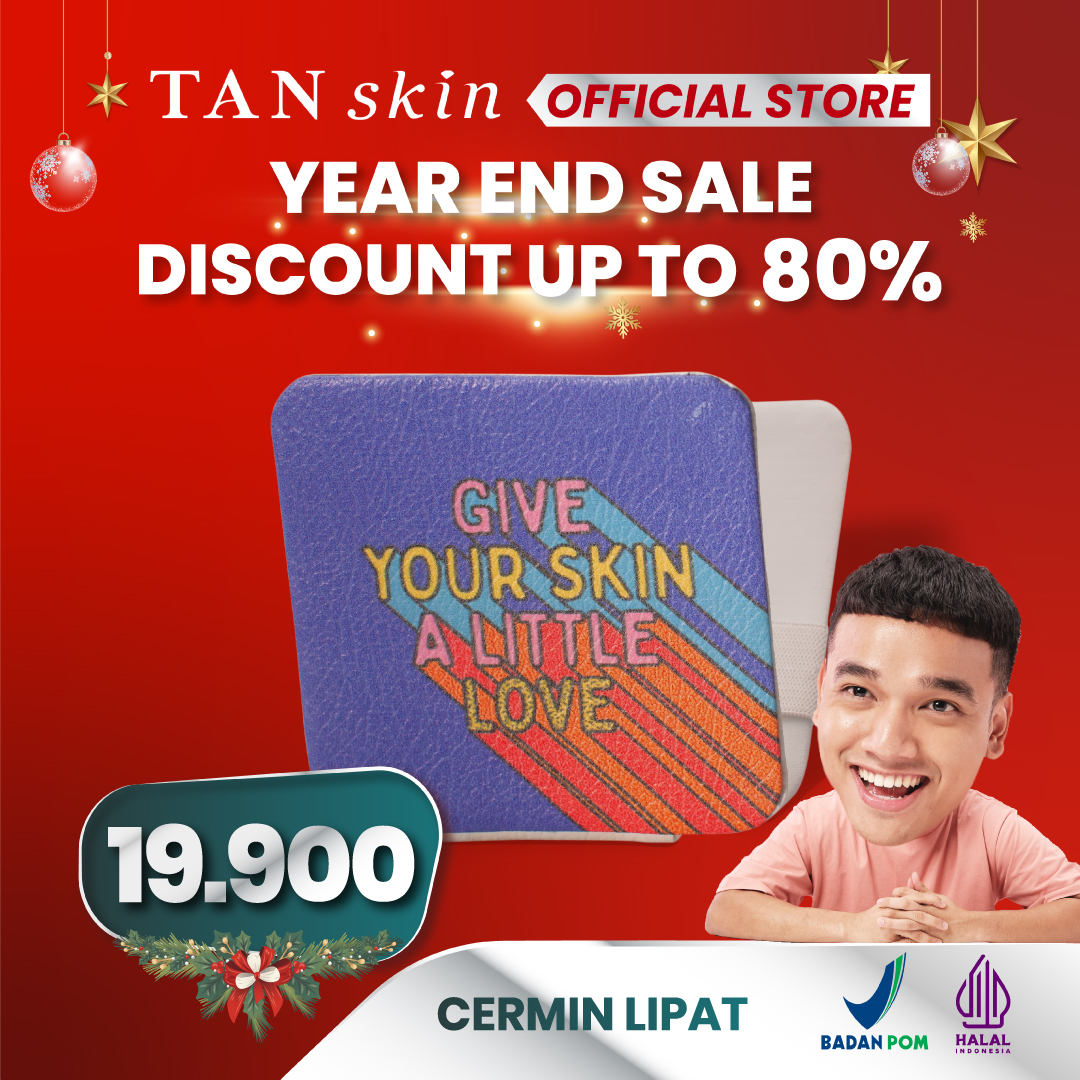 TAN skin OFFICIAL STORE
YEAR END SALE
DISCOUNT UP TO 80%
GIVE
YOUR SKIN
A LITTLE
LOVE
19.900
CERMIN LIPAT
BADAN POM
HALAL
INDONESIA